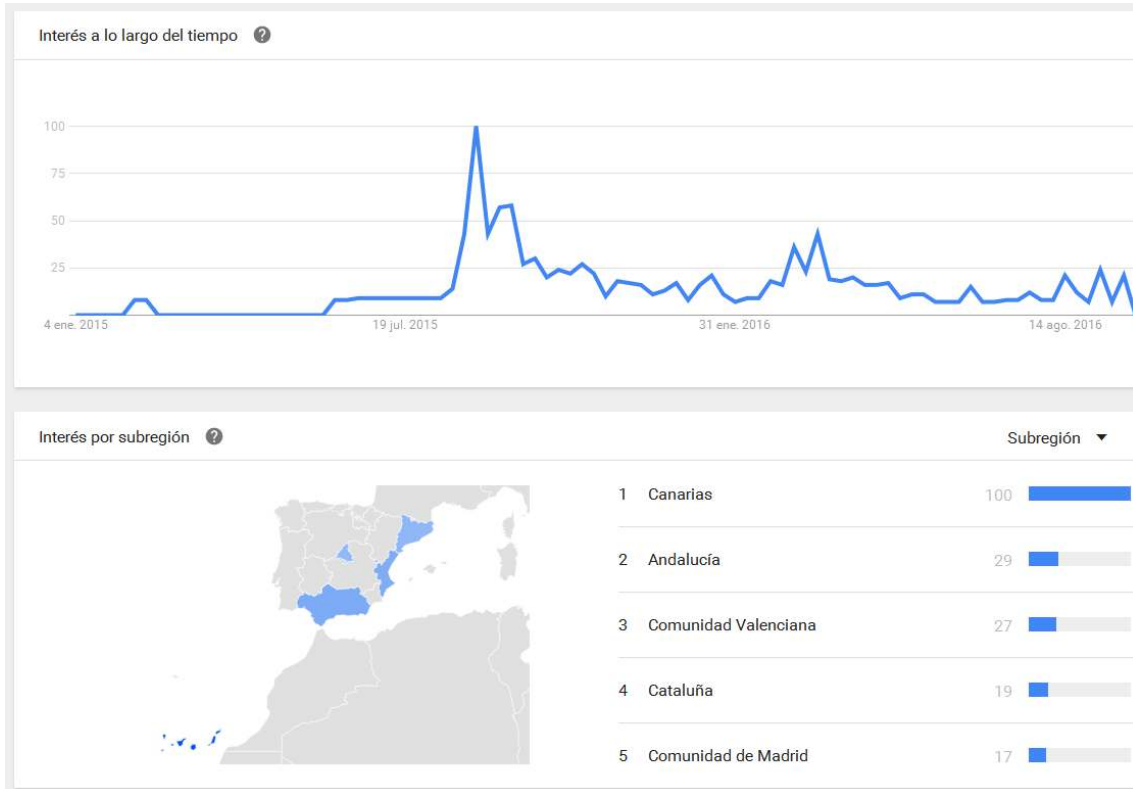 Interés a lo largo del tiempo ?
100
75
50
25
4 ene. 2015 19 jul. 2015 31 ene. 2016 14 ago. 2016
Interés por subregión ? Subregión
1 Canarias 100
2 Andalucía 29
3 Comunidad Valenciana 27
4 Cataluña 19
5 Comunidad de Madrid 17